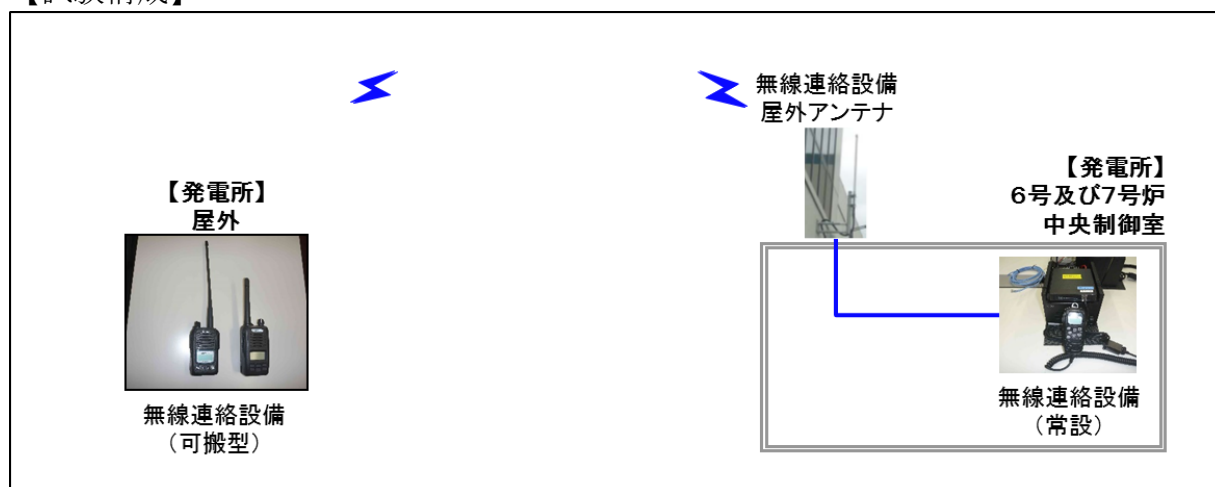 【試験構成】
無線連絡設備
屋外アンテナ
【発電所】
屋外
【発電所】
6号及び7号炉
中央制御室
無線連絡設備
（可搬型）
無線連絡設備
（常設）